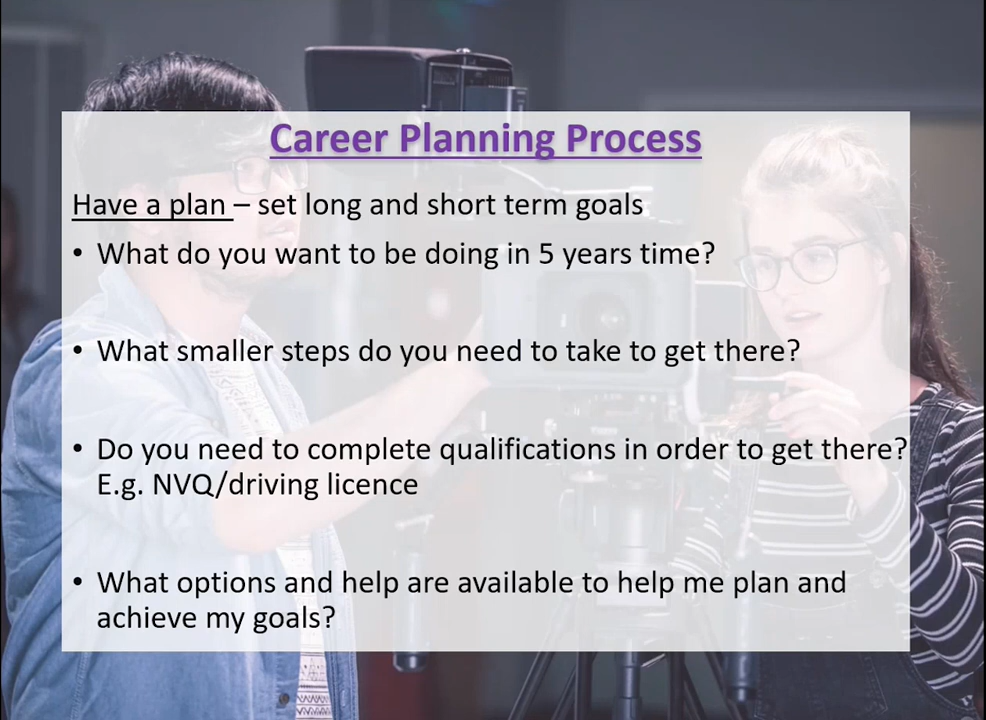 Career Planning Process
Have a plan – set long and short term goals
• What do you want to be doing in 5 years time?
• What smaller steps do you need to take to get there?
• Do you need to complete qualifications in order to get there?
E.g. NVQ/driving licence
• What options and help are available to help me plan and
achieve my goals?